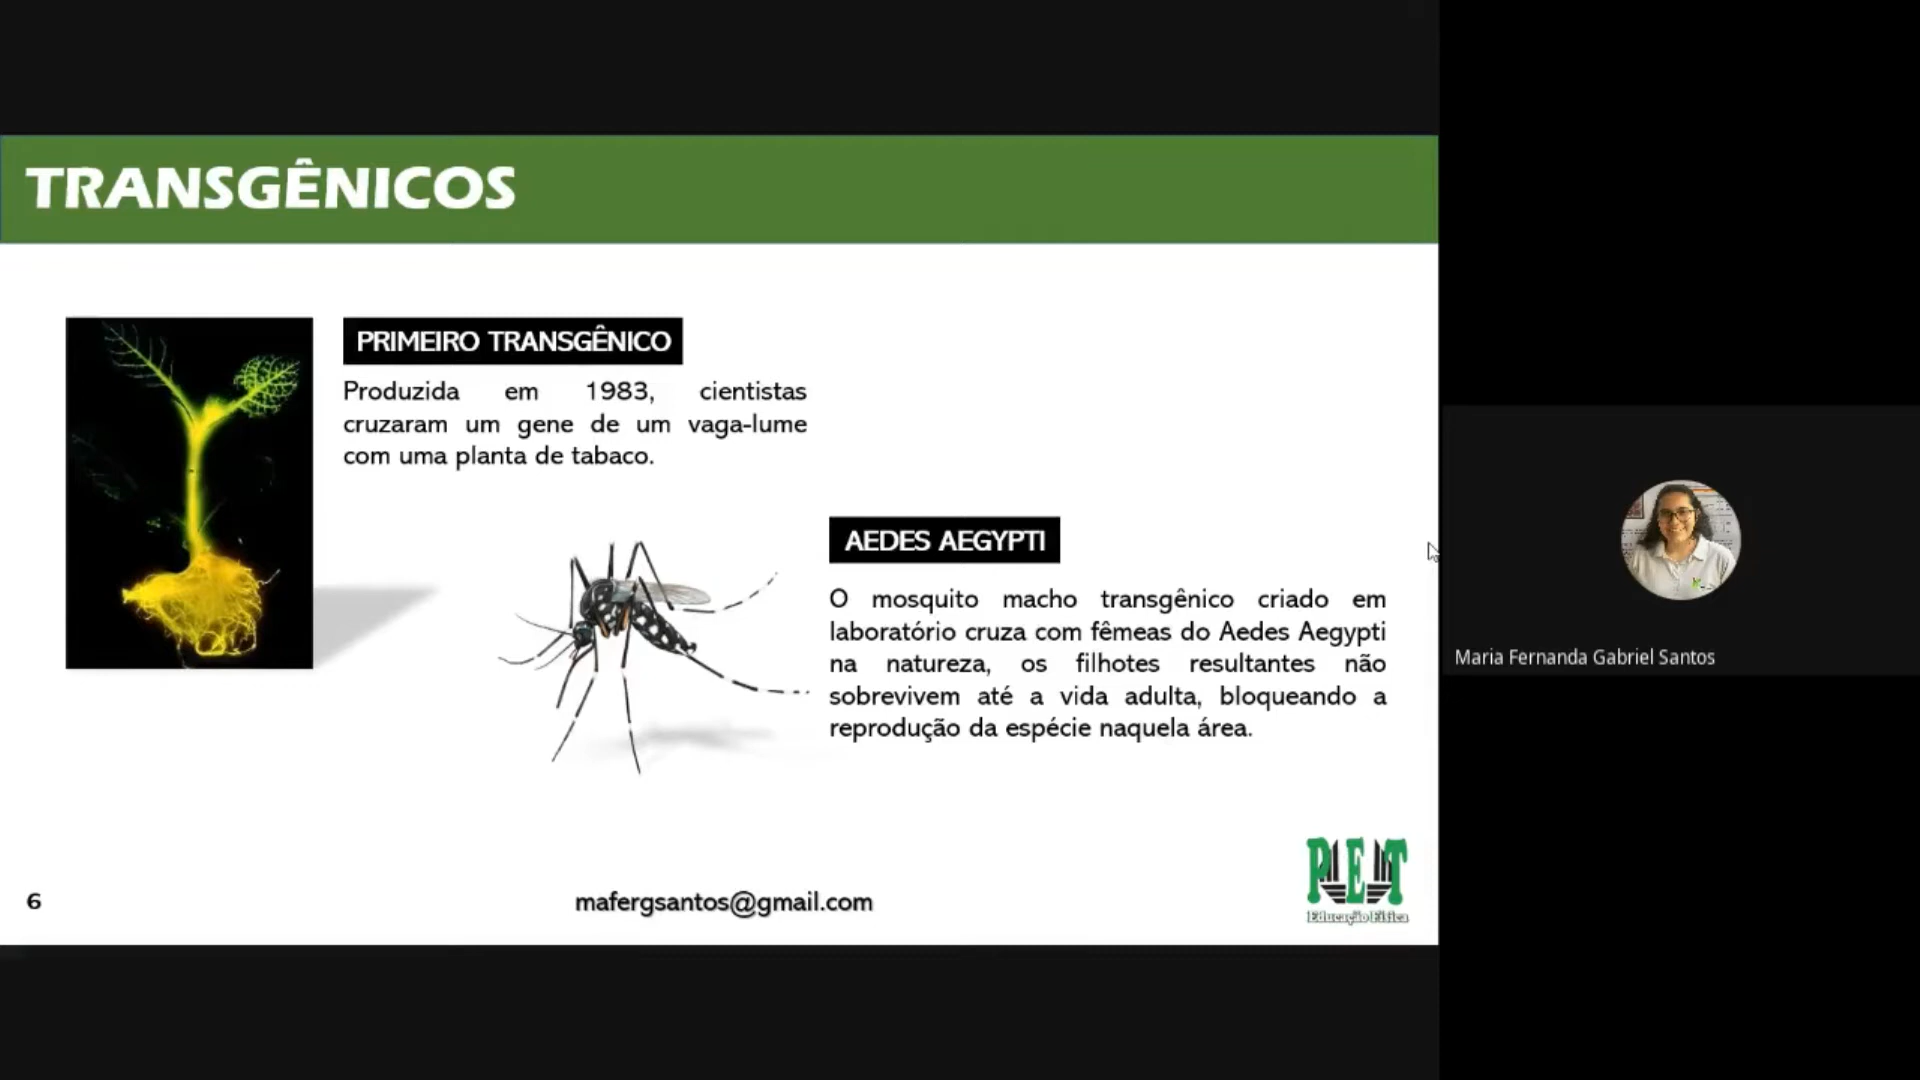 TRANSGÊNICOS
PRIMEIRO TRANSGÊNICO
Produzida em 1983, cientistas
cruzaram um gene de um vaga-lume
com uma planta de tabaco.
AEDES AEGYPTI
O mosquito macho transgênico criado em
laboratório cruza com fêmeas do Aedes Aegypti
na natureza, os filhotes resultantes não
sobrevivem até a vida adulta, bloqueando a
reprodução da espécie naquela área.
Maria Fernanda Gabriel Santos
6
mafergsantos@gmail.com
PET
Educação Física